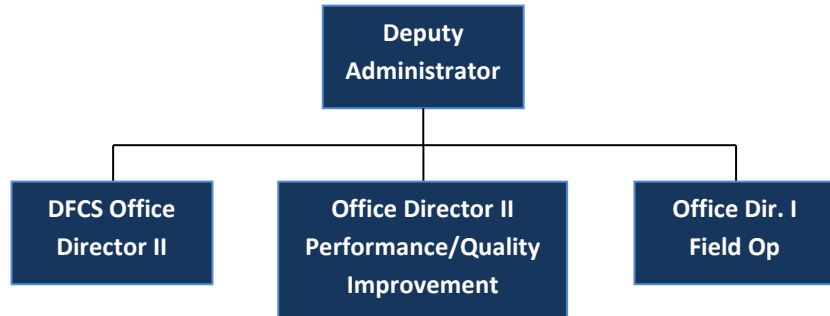 Deputy
Administrator
DFCS Office
Director II
Office Director II
Performance/Quality
Improvement
Office Dir. I
Field Op